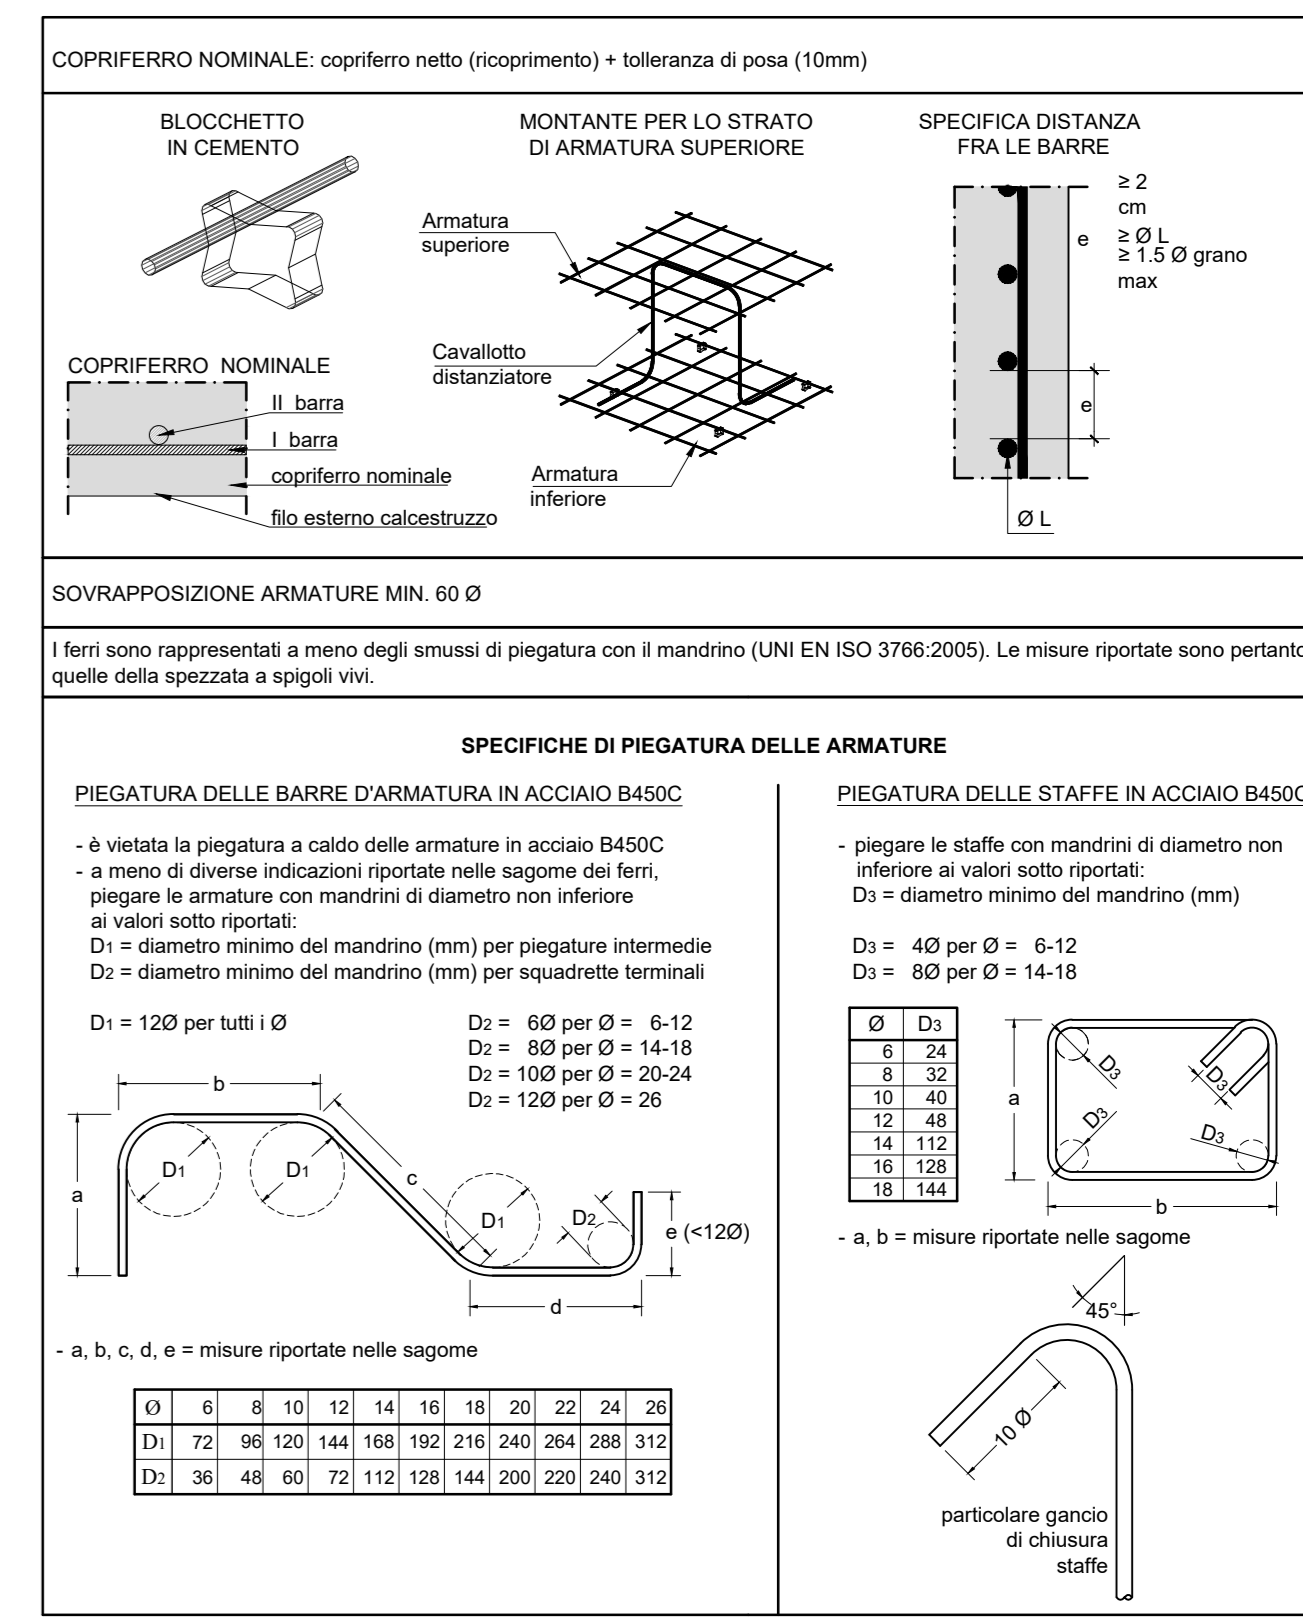 COPRIFERRO NOMINALE: copriferro netto (ricoprimento) + tolleranza di posa (10mm)
BLOCCHETTO
IN CEMENTO
MONTANTE PER LO STRATO
DI ARMATURA SUPERIORE
SPECIFICA DISTANZA
FRA LE BARRE
Armatura
superiore
Cavallotto
distanziatore
Armatura
inferiore
≥ 2
cm
≥ Ø L
≥ 1.5 Ø grano
max
e
e
Ø L
COPRIFERRO NOMINALE
II barra
I barra
copriferro nominale
filo esterno calcestruzzo
SOVRAPPOSIZIONE ARMATURE MIN. 60 Ø
I ferri sono rappresentati a meno degli smussi di piegatura con il mandrino (UNI EN ISO 3766:2005). Le misure riportate sono pertanto
quelle della spezzata a spigoli vivi.
SPECIFICHE DI PIEGATURA DELLE ARMATURE
PIEGATURA DELLE BARRE D'ARMATURA IN ACCIAIO B450C
- è vietata la piegatura a caldo delle armature in acciaio B450C
- a meno di diverse indicazioni riportate nelle sagome dei ferri,
piegare le armature con mandrini di diametro non inferiore
ai valori sotto riportati:
D1 = diametro minimo del mandrino (mm) per piegature intermedie
D2 = diametro minimo del mandrino (mm) per squadrette terminali
D1 = 12Ø per tutti i Ø
D2 = 6Ø per Ø = 6-12
D2 = 8Ø per Ø = 14-18
D2 = 10Ø per Ø = 20-24
D2 = 12Ø per Ø = 26
b
a
D1
D1
c
D1
D2
e (<12Ø)
d
- a, b, c, d, e = misure riportate nelle sagome
Ø 6 8 10 12 14 16 18 20 22 24 26
D1 72 96 120 144 168 192 216 240 264 288 312
D2 36 48 60 72 112 128 144 200 220 240 312
PIEGATURA DELLE STAFFE IN ACCIAIO B450C
- piegare le staffe con mandrini di diametro non
inferiore ai valori sotto riportati:
D3 = diametro minimo del mandrino (mm)
D3 = 4Ø per Ø = 6-12
D3 = 8Ø per Ø = 14-18
Ø D3
6 24
8 32
10 40
12 48
14 112
16 128
18 144
a
D3
D3
D3
D3
b
- a, b = misure riportate nelle sagome
45°
10 Ø
particolare gancio
di chiusura
staffe